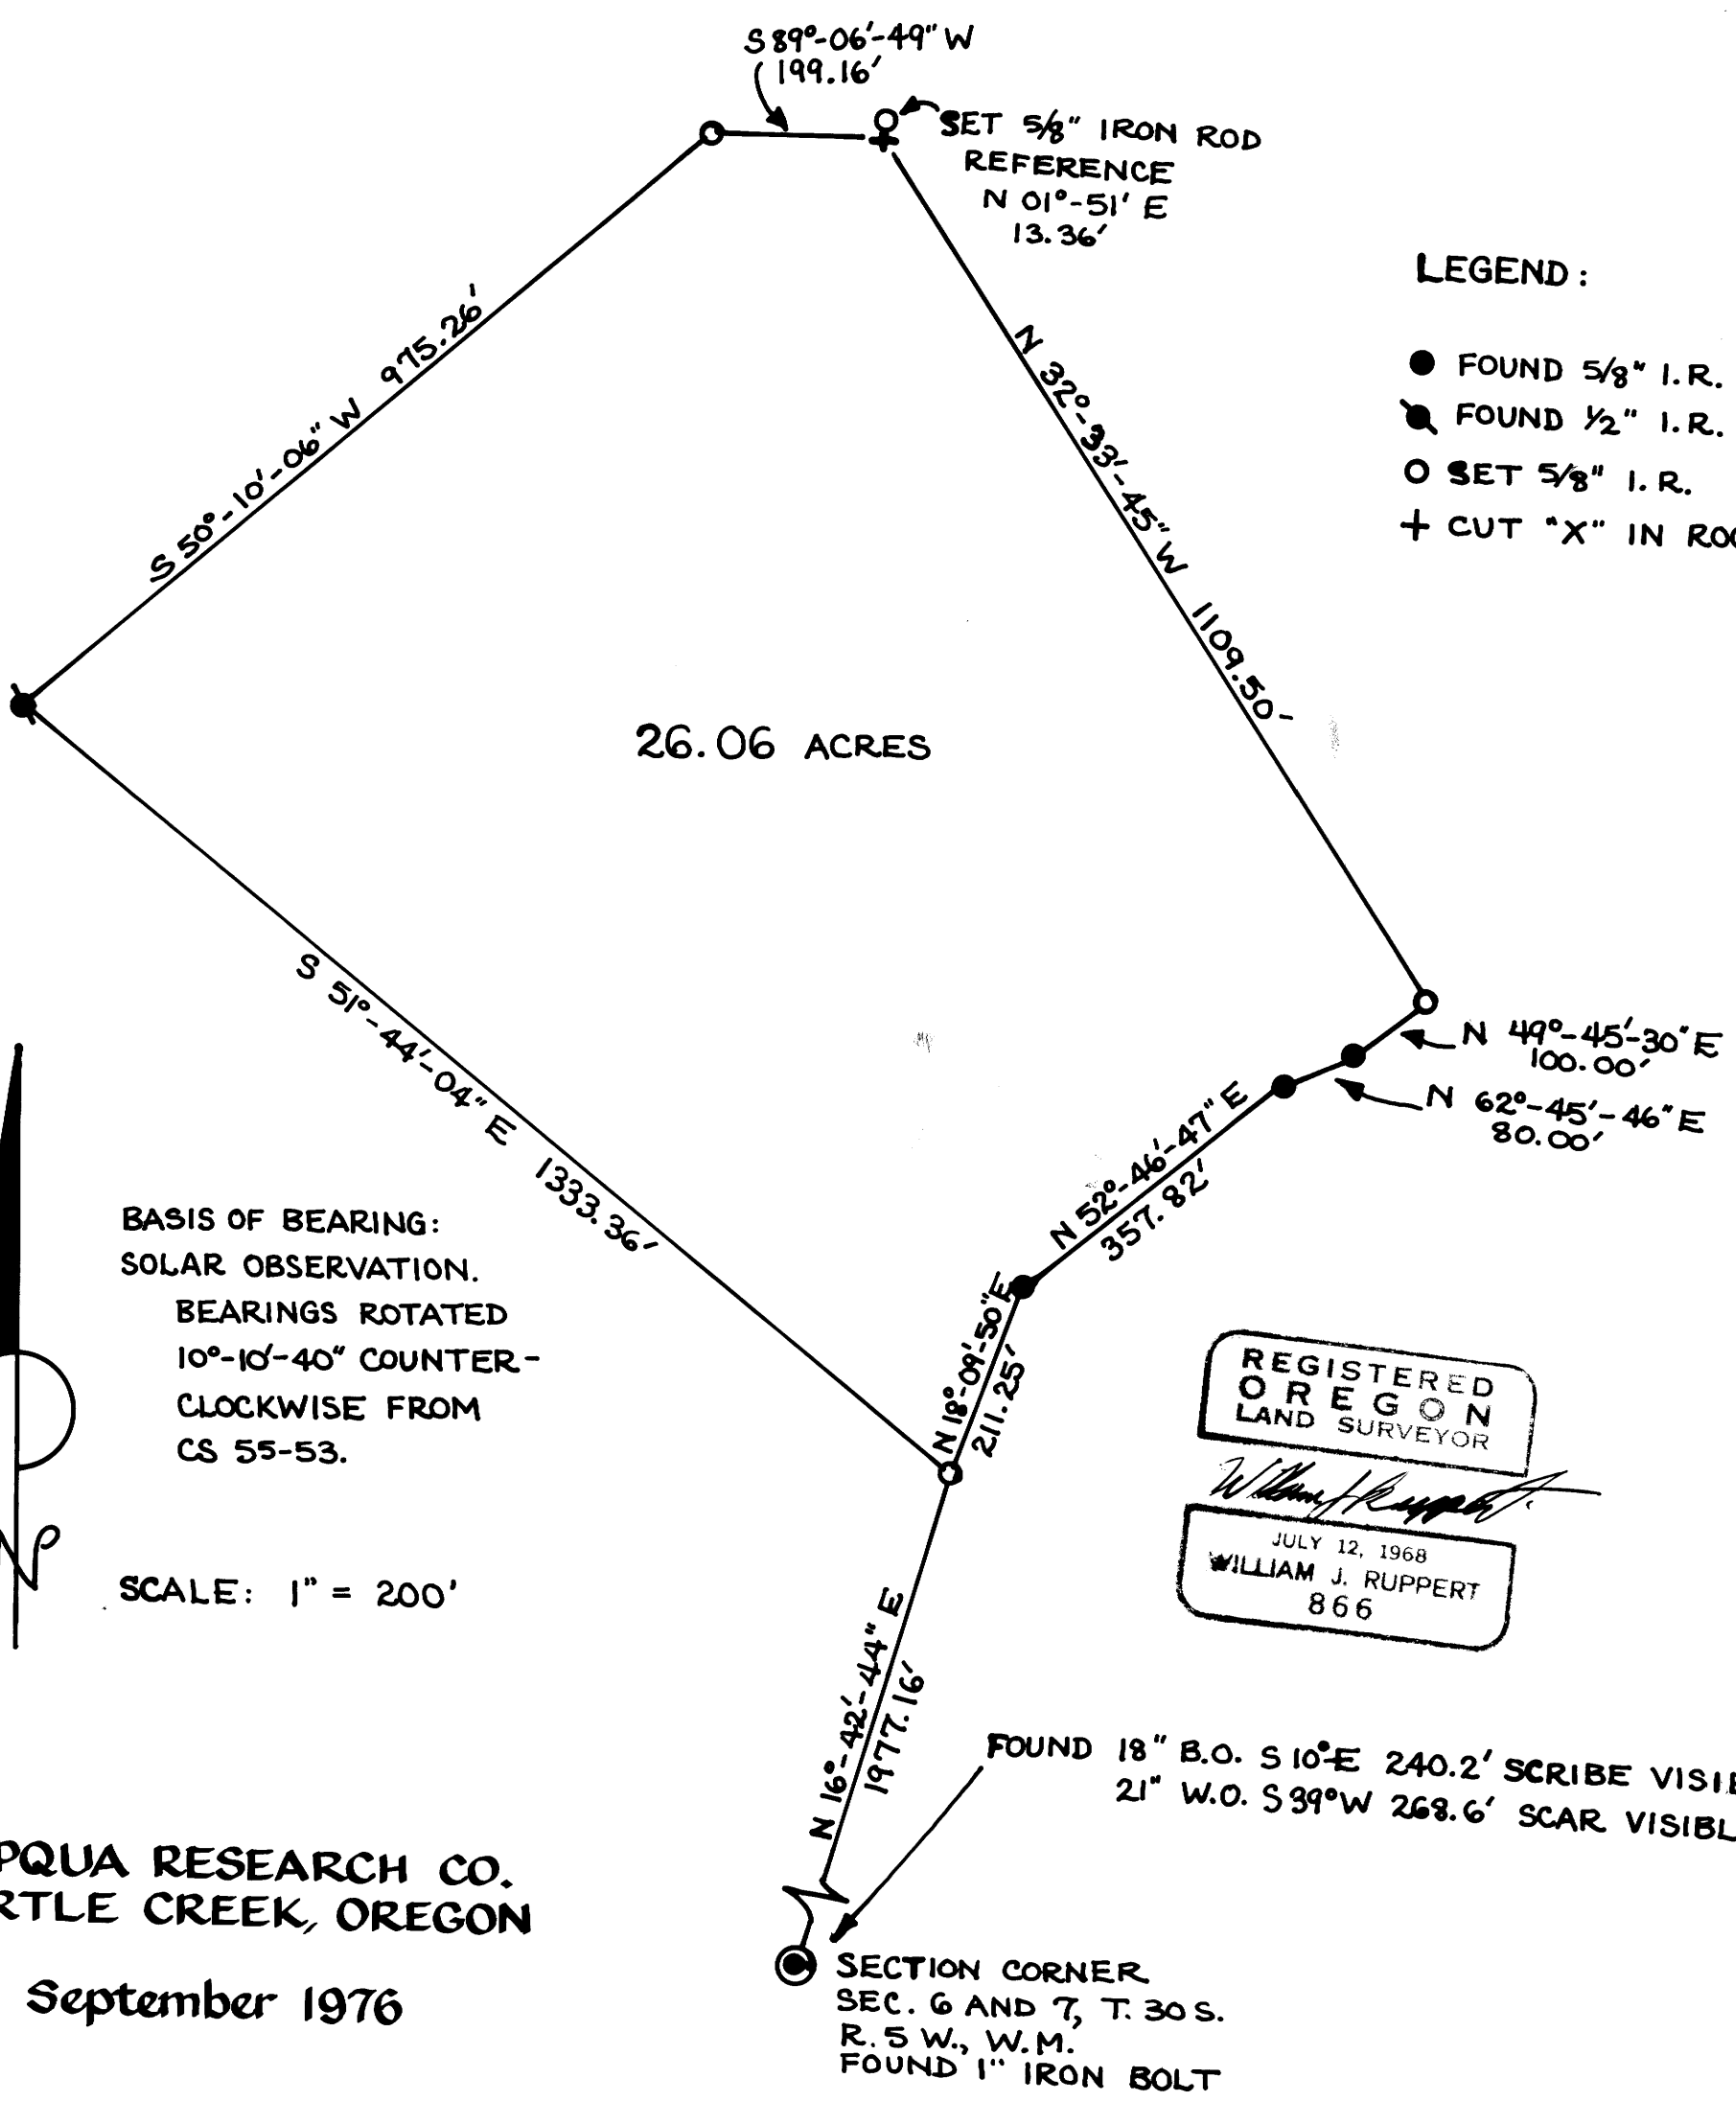 S 89°-06'-49" W
199.16'
SET 5/8" IRON ROD
REFERENCE
N 01°-51' E
13.36'
LEGEND:
FOUND 5/8" I.R.
FOUND 1/2" I.R.
SET 5/8" I.R.
CUT "X" IN
S 50°-10'-06" W 975.26'
N 32°-33'-45" W 1109.50'
26.06 ACRES
S 51°-44'-04" E 1333.36'
N 49°-45'-30" E
100.00'
N 62°-45'-46" E
80.00'
N 52°-46'-47" E
357.82'
N 18°-09'-50" E
211.25'
BASIS OF BEARING:
SOLAR OBSERVATION.
BEARINGS ROTATED
10°-10'-40" COUNTER-
CLOCKWISE FROM
CS 55-53.
N
SCALE: 1" = 200'
REGISTERED
OREGON
LAND SURVEYOR
William J. Ruppert
JULY 12, 1968
WILLIAM J. RUPPERT
866
N 16°-42'-44" E
1977.16'
FOUND 18" B.O. S 10° E 240.2' SCRIBE
21" W.O. S 39° W 268.6' SCAR
RESEARCH CO.
CREEK, OREGON
September 1976
SECTION CORNER
SEC. 6 AND 7, T. 30 S.
R. 5 W., W.M.
FOUND 1" IRON BOLT